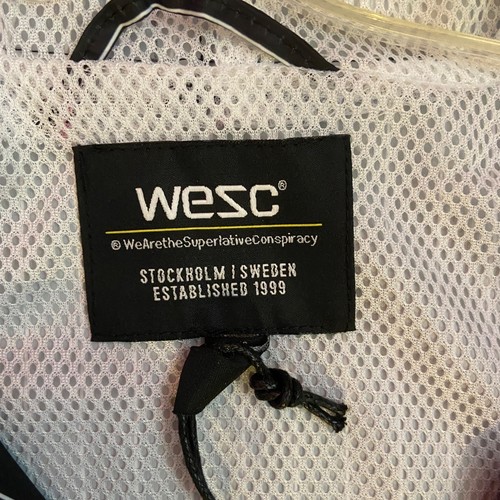 wesc®
® WeAretheSuperlativeConspiracy
STOCKHOLM | SWEDEN
ESTABLISHED 1999